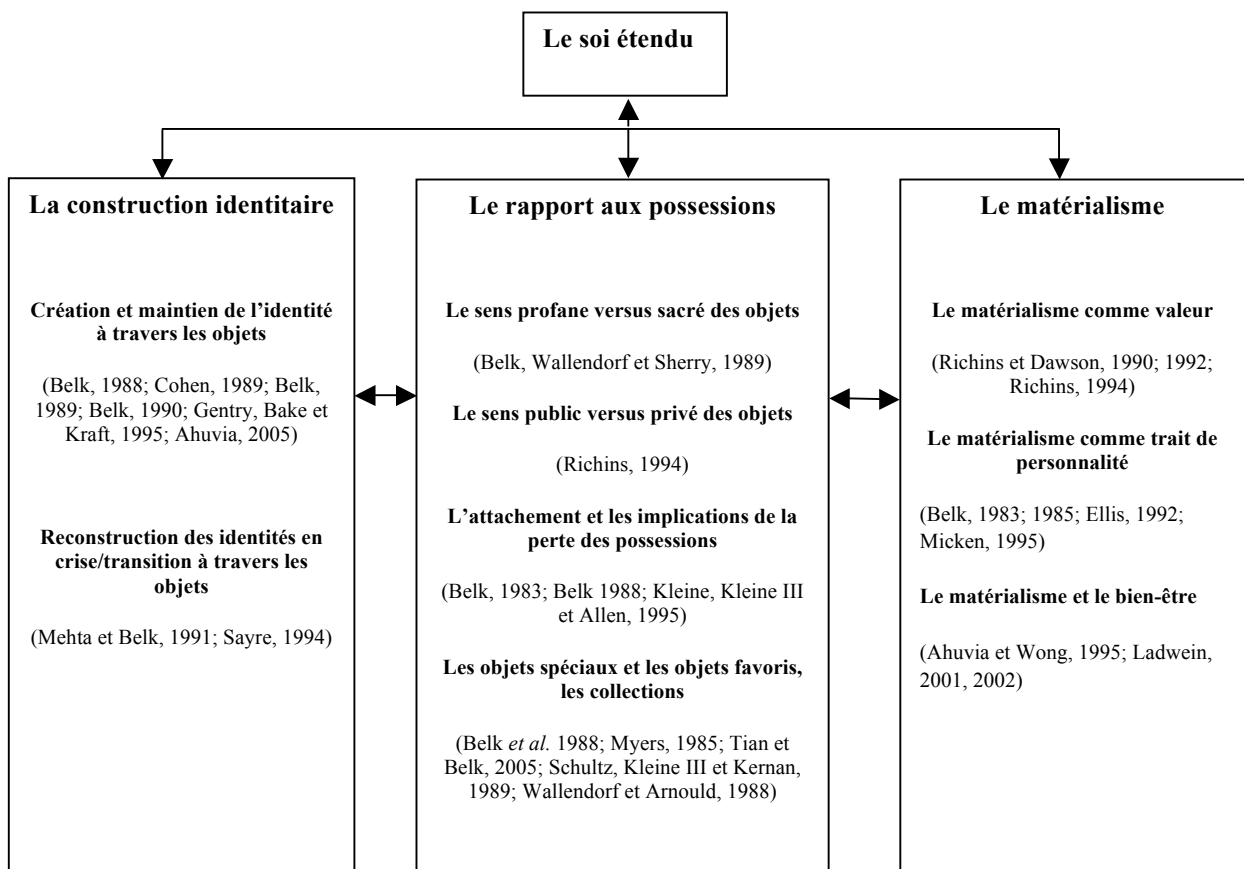 Le soi étendu
La construction identitaire
Création et maintien de l’identité
à travers les objets
(Belk, 1988; Cohen, 1989; Belk,
1989; Belk, 1990; Gentry, Bake et
Kraft, 1995; Ahuvia, 2005)
Reconstruction des identités en
crise/transition à travers les
objets
(Mehta et Belk, 1991; Sayre, 1994)
Le rapport aux possessions
Le sens profane versus sacré des objets
(Belk, Wallendorf et Sherry, 1989)
Le sens public versus privé des objets
(Richins, 1994)
L’attachement et les implications de la
perte des possessions
(Belk, 1983; Belk 1988; Kleine, Kleine III
et Allen, 1995)
Les objets spéciaux et les objets favoris,
les collections
(Belk et al. 1988; Myers, 1985; Tian et
Belk, 2005; Schultz, Kleine III et Kernan,
1989; Wallendorf et Arnould, 1988)
Le matérialisme
Le matérialisme comme valeur
(Richins et Dawson, 1990; 1992;
Richins, 1994)
Le matérialisme comme trait de
personnalité
(Belk, 1983; 1985; Ellis, 1992;
Micken, 1995)
Le matérialisme et le bien-être
(Ahuvia et Wong, 1995; Ladwein,
2001, 2002)